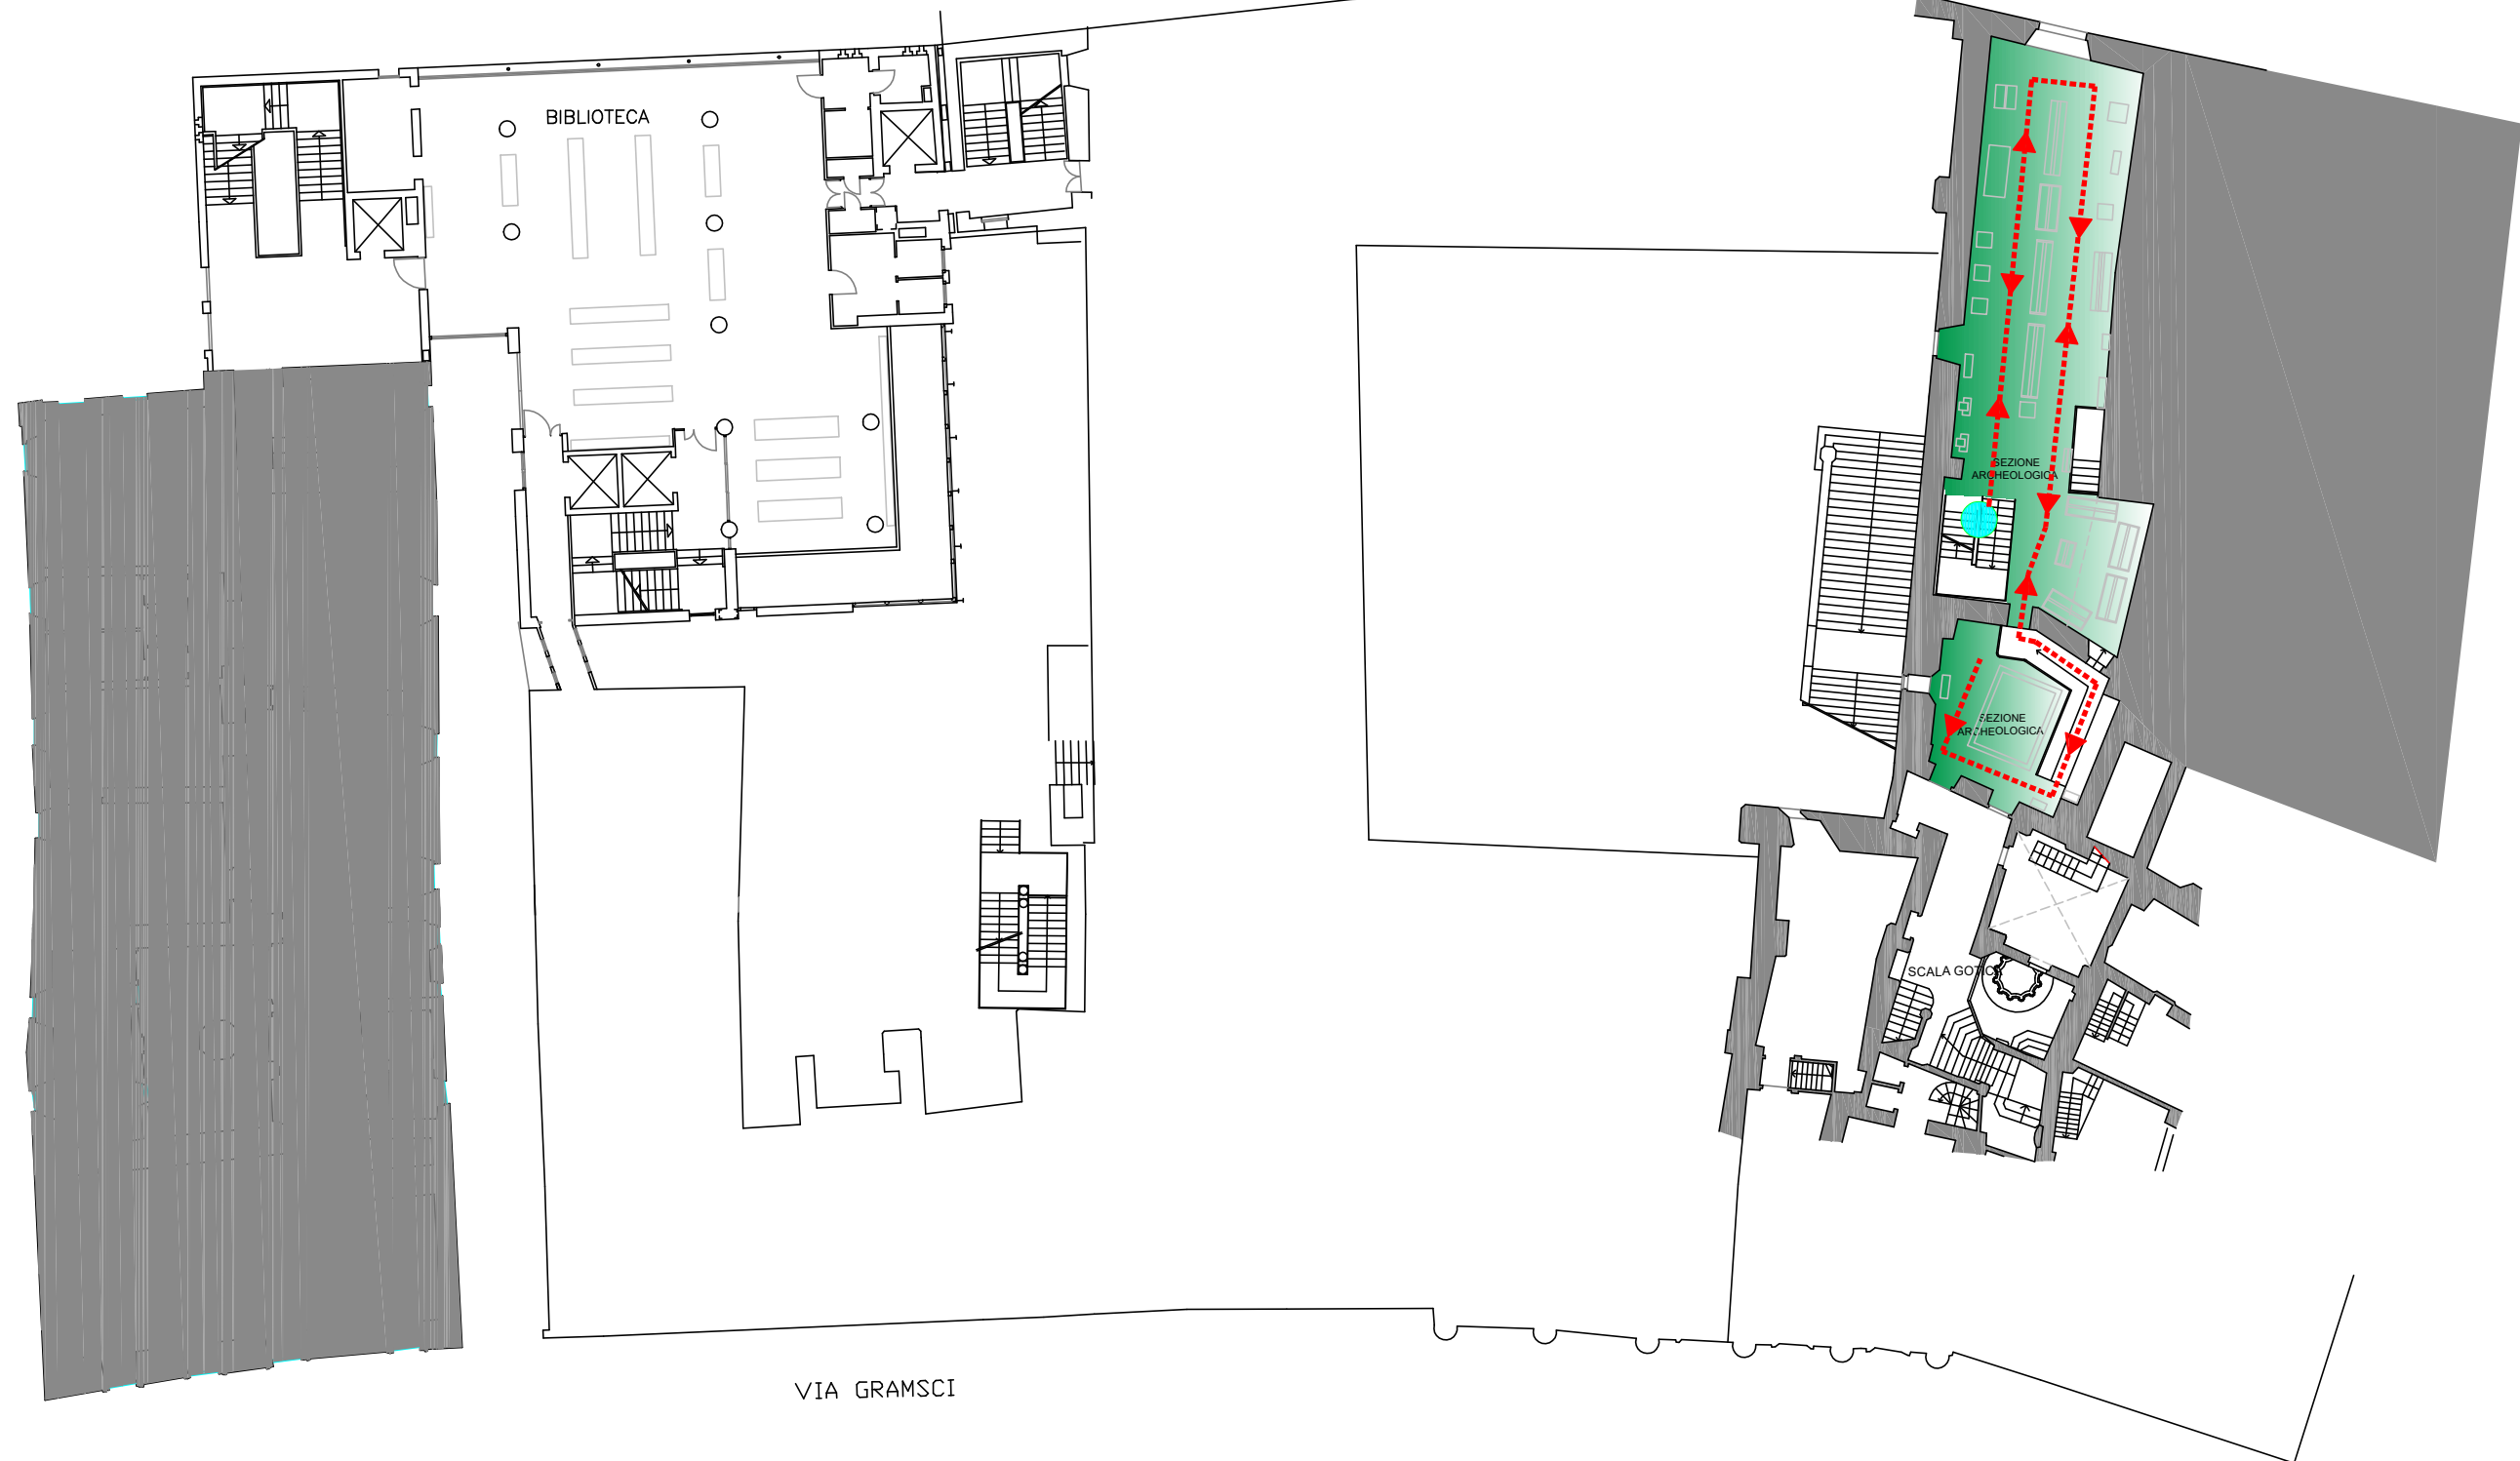 BIBLIOTECA
SEZIONE
ARCHEOLOGICA
SEZIONE
ARCHEOLOGICA
SCALA GOTICA
VIA GRAMSCI